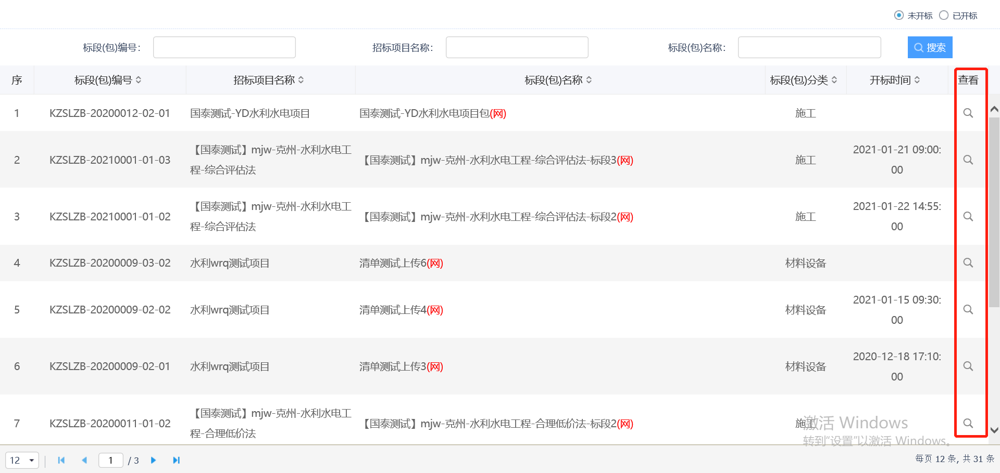 未开标 已开标
标段(包)编号: 招标项目名称: 标段(包)名称: 搜索
序 标段(包)编号 招标项目名称 标段(包)名称 标段(包)分类 开标时间 查看
1 KZSLZB-20200012-02-01 国泰测试-YD水利水电项目 国泰测试-YD水利水电项目包(网) 施工
2 KZSLZB-20210001-01-03 【国泰测试】mjw-克州-水利水电工 【国泰测试】mjw-克州-水利水电工程-综合评估法-标段3(网) 施工 2021-01-21 09:00:
程-综合评估法 00
3 KZSLZB-20210001-01-02 【国泰测试】mjw-克州-水利水电工 【国泰测试】mjw-克州-水利水电工程-综合评估法-标段2(网) 施工 2021-01-22 14:55:
程-综合评估法 00
4 KZSLZB-20200009-03-02 水利wrq测试项目 清单测试上传6(网) 材料设备
5 KZSLZB-20200009-02-02 水利wrq测试项目 清单测试上传4(网) 材料设备 2021-01-15 09:30:
00
6 KZSLZB-20200009-02-01 水利wrq测试项目 清单测试上传3(网) 材料设备 2020-12-18 17:10:
00
7 KZSLZB-20200011-01-02 【国泰测试】mjw-克州-水利水电工 【国泰测试】mjw-克州-水利水电工程-合理低价法-标段2(网) 施工
程-合理低价法
激活 Windows
转到“设置”以激活 Windows。
12 1 / 3 每页 12 条, 共 31 条